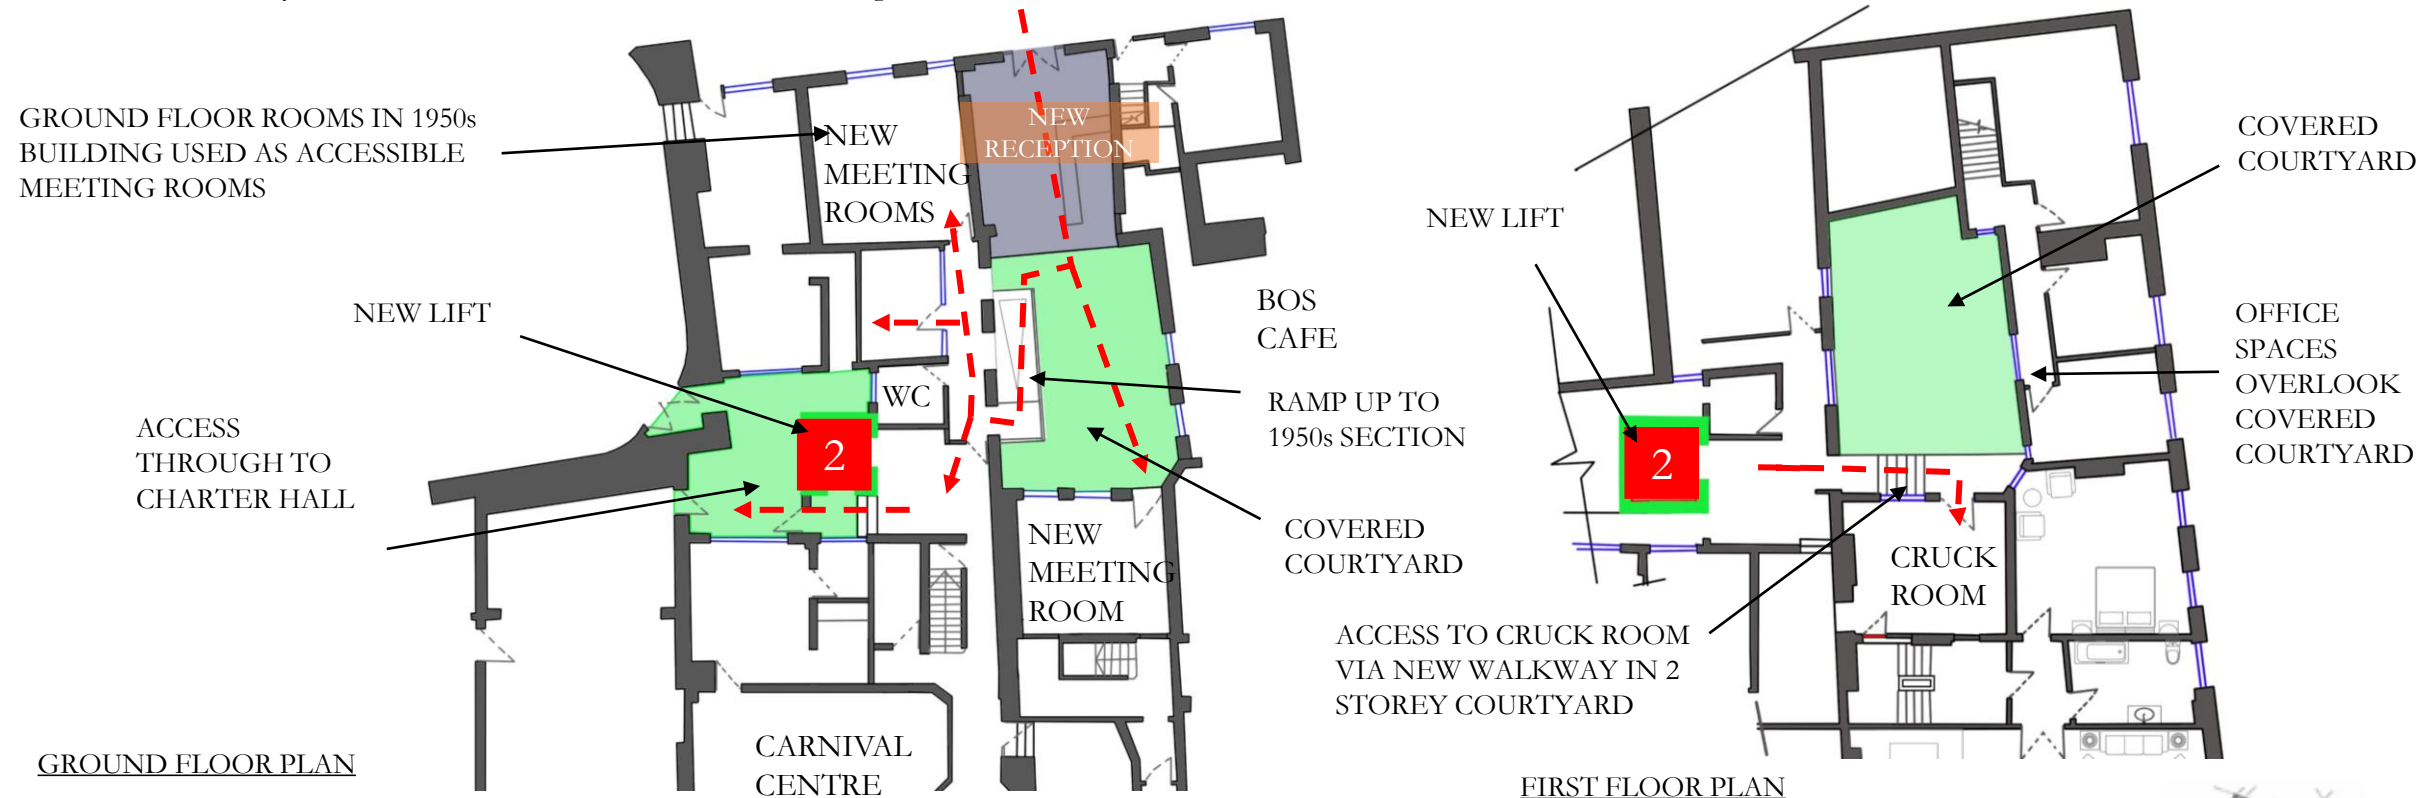 GROUND FLOOR ROOMS IN 1950s
BUILDING USED AS ACCESSIBLE
MEETING ROOMS
NEW
MEETING
ROOMS
NEW
RECEPTION
NEW LIFT
WC
2
ACCESS
THROUGH TO
CHARTER HALL
BOS
CAFE
RAMP UP TO
1950s SECTION
COVERED
COURTYARD
NEW
MEETING
ROOM
CARNIVAL
CENTRE
GROUND FLOOR PLAN
NEW LIFT
2
COVERED
COURTYARD
OFFICE
SPACES
OVERLOOK
COVERED
COURTYARD
CRUCK
ROOM
ACCESS TO CRUCK ROOM
VIA NEW WALKWAY IN 2
STOREY COURTYARD
FIRST FLOOR PLAN